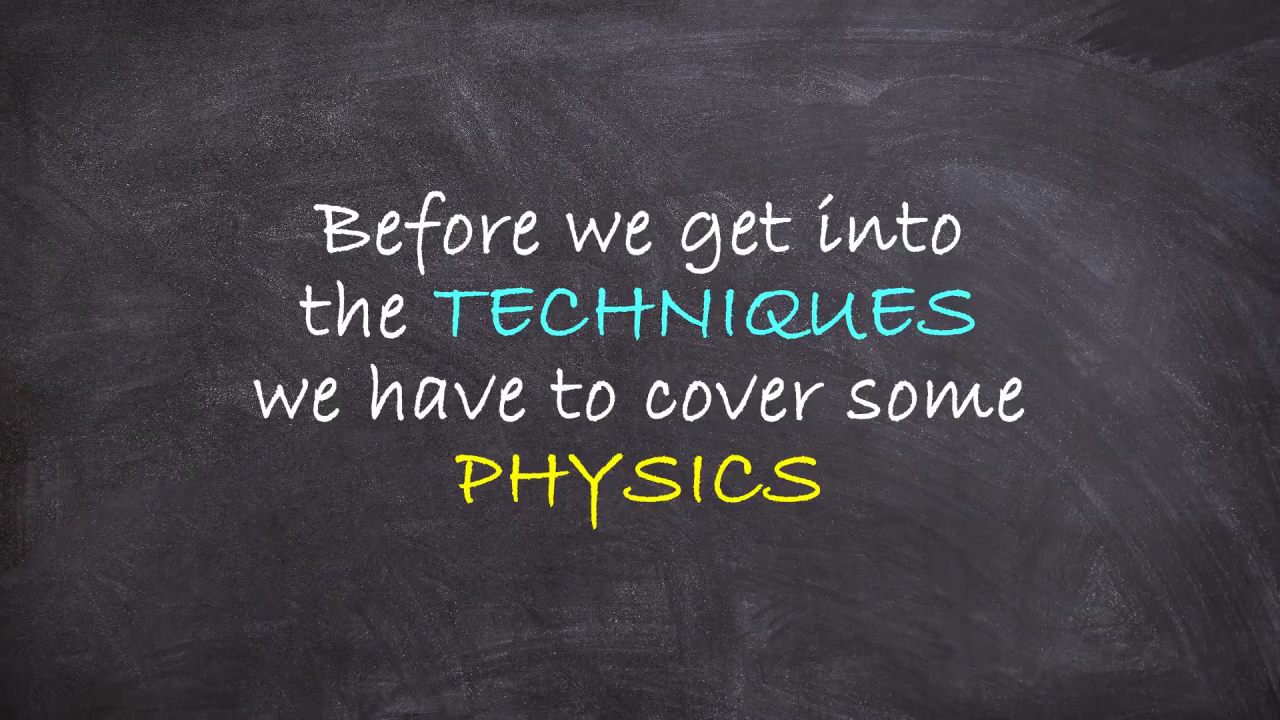 Before we get into
the TECHNIQUES
we have to cover some
PHYSICS